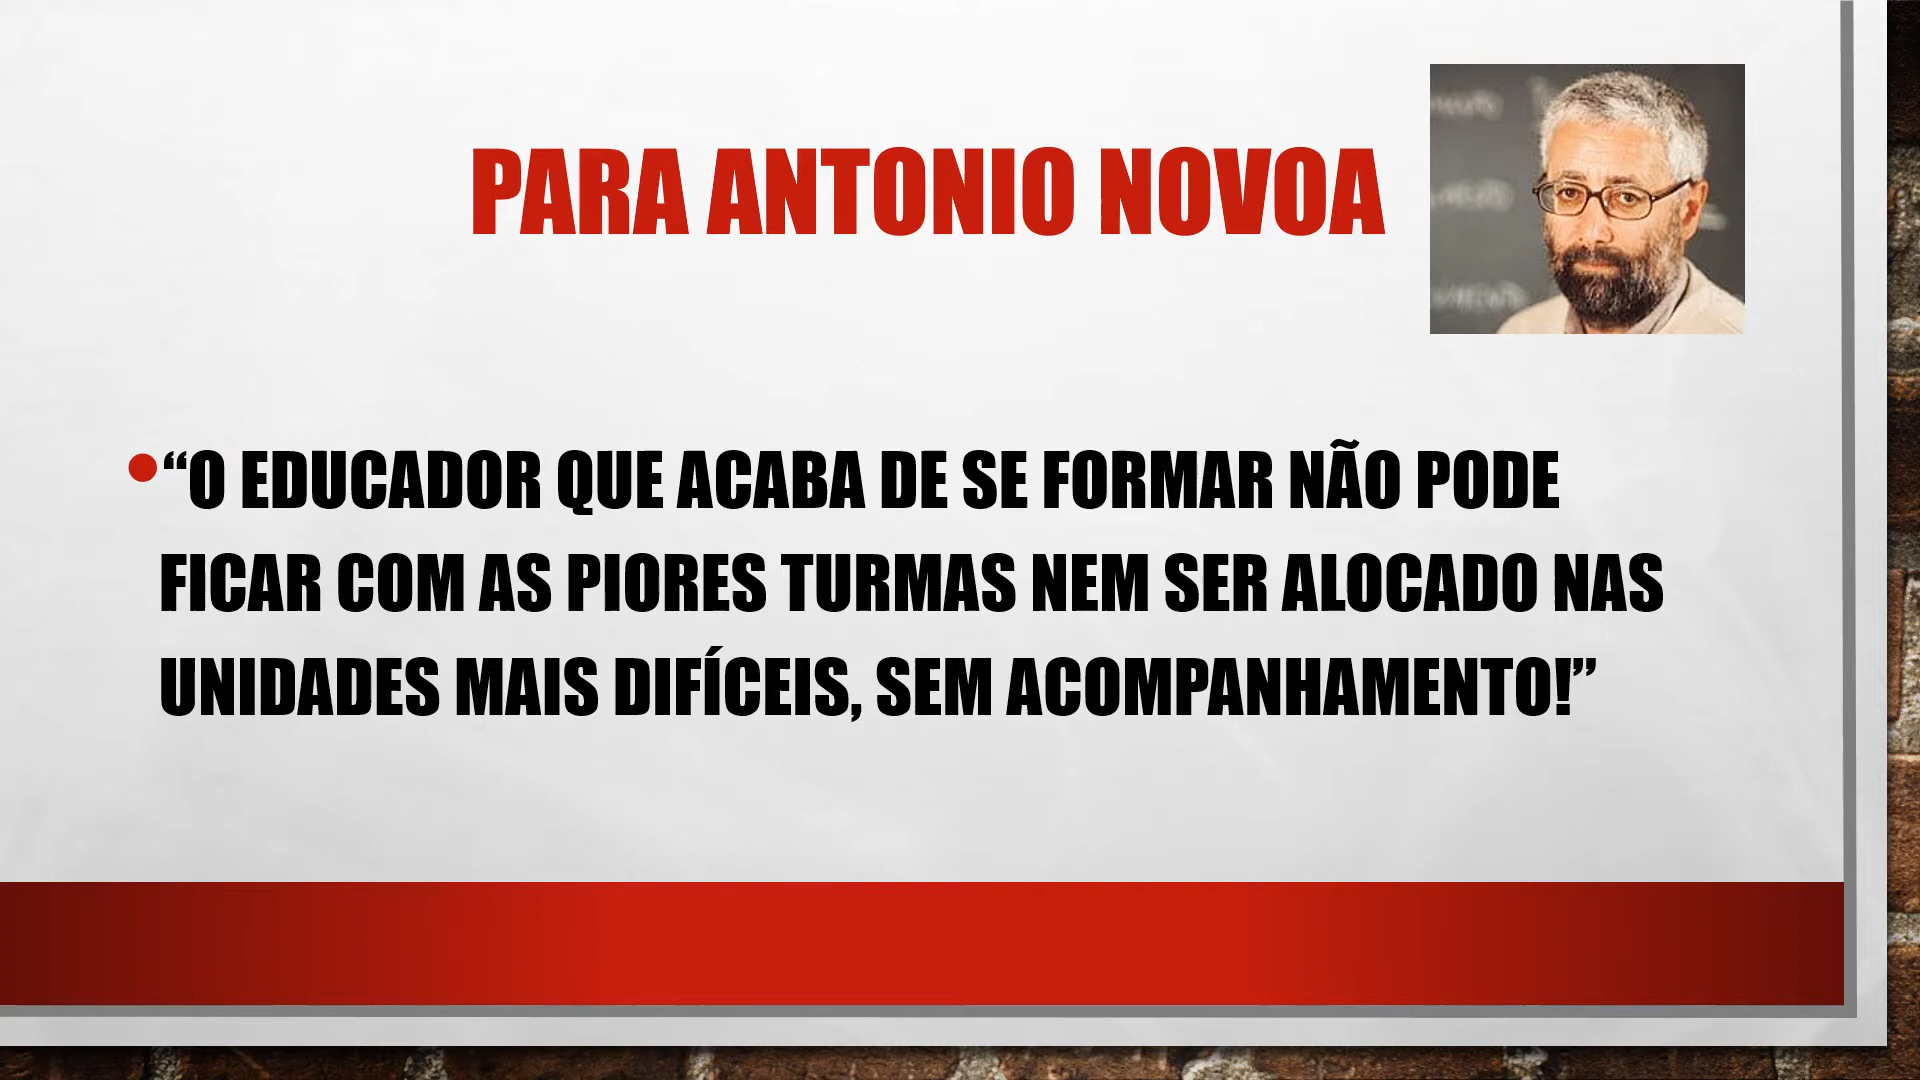 PARA ANTONIO NOVOA
•“O EDUCADOR QUE ACABA DE SE FORMAR NÃO PODE
FICAR COM AS PIORES TURMAS NEM SER ALOCADO NAS
UNIDADES MAIS DIFÍCEIS, SEM ACOMPANHAMENTO!”